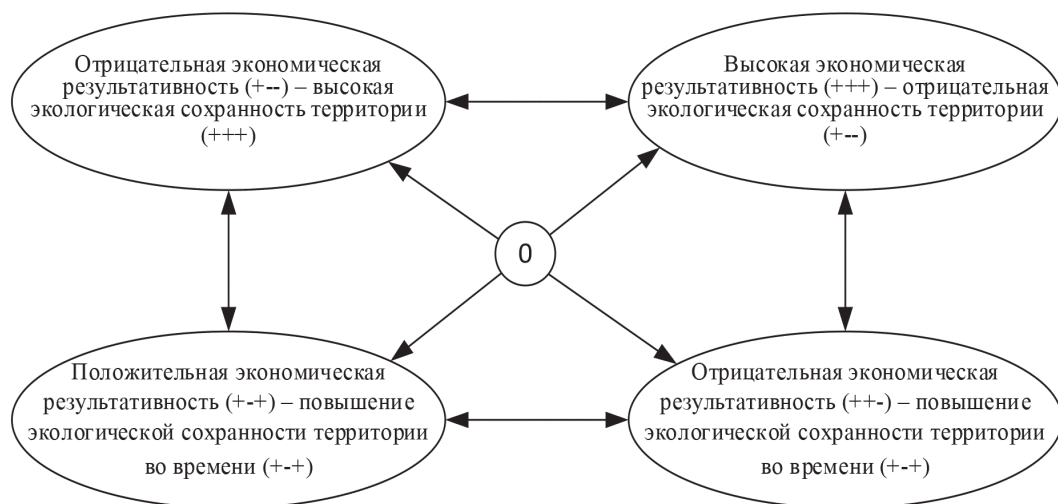 Отрицательная экономическая
результативность (+--) – высокая
экологическая сохранность территории
(+++)
Высокая экономическая
результативность (+++) – отрицательная
экологическая сохранность территории
(+--)
0
Положительная экономическая
результативность (+-+) – повышение
экологической сохранности территории
во времени (+-+)
Отрицательная экономическая
результативность (++-) – повышение
экологической сохранности территории
во времени (+-+)